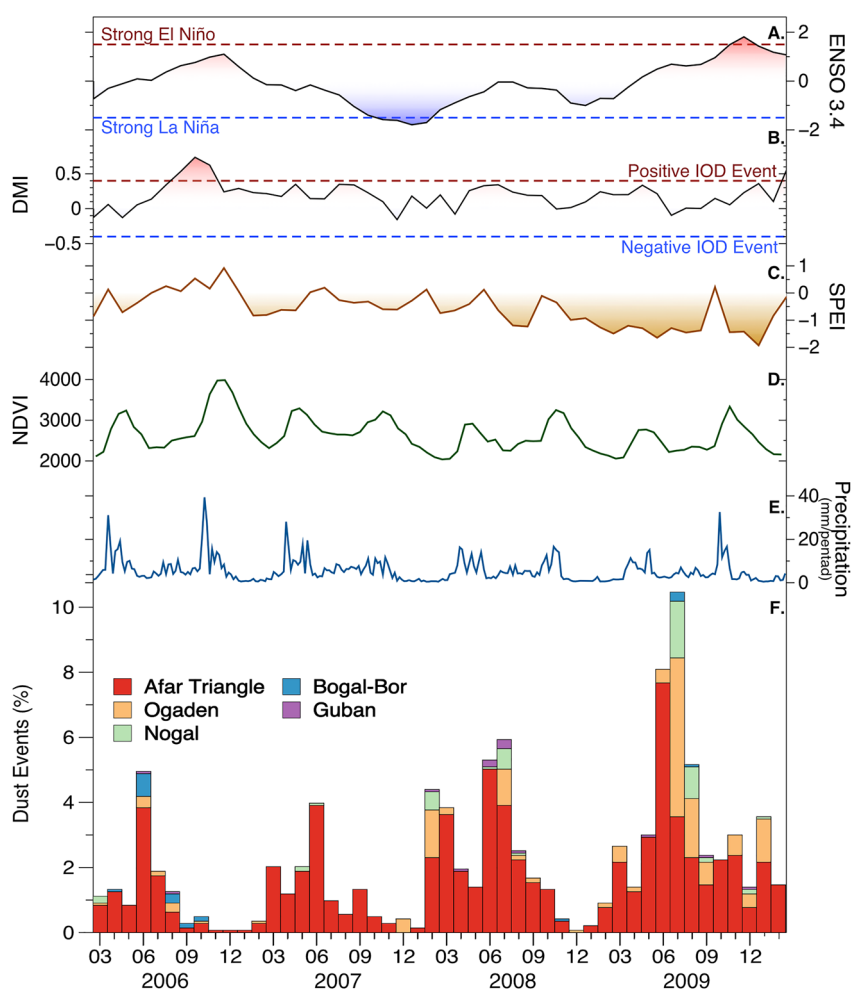 A.
Strong El Niño
2
0
−2
ENSO 3.4
Strong La Niña
B.
DMI
0.5
0
−0.5
Positive IOD Event
Negative IOD Event
C.
1
0
−1
−2
SPEI
D.
NDVI
4000
3000
2000
E.
40
20
0
Precipitation
(mm/pentad)
F.
Dust Events (%)
10
8
6
4
2
0
Afar Triangle
Bogal-Bor
Ogaden
Guban
Nogal
03 06 09 12 03 06 09 12 03 06 09 12 03 06 09 12
2006 2007 2008 2009